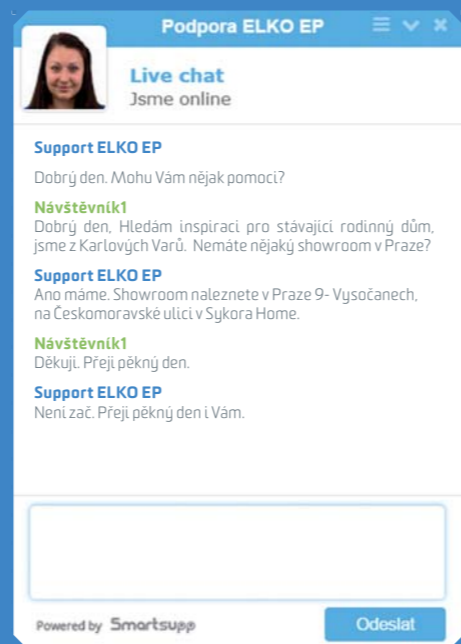 Podpora ELKO EP
Live chat
Jsme online
Support ELKO EP
Dobrý den. Mohu Vám nějak pomoci?
Návštěvník1
Dobrý den, Hledám inspiraci pro stávající rodinný dům,
jsme z Karlových Varů. Nemáte nějaký showroom v Praze?
Support ELKO EP
Ano máme. Showroom naleznete v Praze 9- Vysočanech,
na Českomoravské ulici v Sykora Home.
Návštěvník1
Děkuji. Přeji pěkný den.
Support ELKO EP
Není zač. Přeji pěkný den i Vám.
Powered by Smartsupp
Odeslat